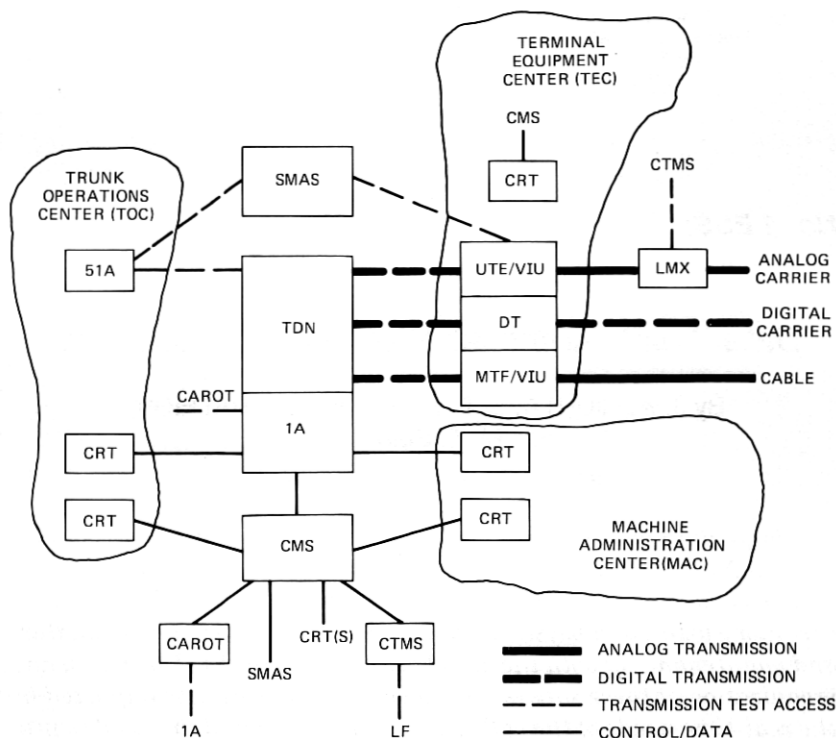 TERMINAL
EQUIPMENT
CENTER (TEC)
CMS
CRT
CTMS
TRUNK
OPERATIONS
CENTER (TOC)
SMAS
51A
UTE/VIU
LMX
ANALOG
CARRIER
TDN
DT
DIGITAL
CARRIER
MTF/VIU
CABLE
CAROT
1A
CRT
CRT
CRT
CRT
CMS
MACHINE
ADMINISTRATION
CENTER(MAC)
CAROT
SMAS
CRT(S)
CTMS
1A
LF
ANALOG TRANSMISSION
DIGITAL TRANSMISSION
TRANSMISSION TEST ACCESS
CONTROL/DATA